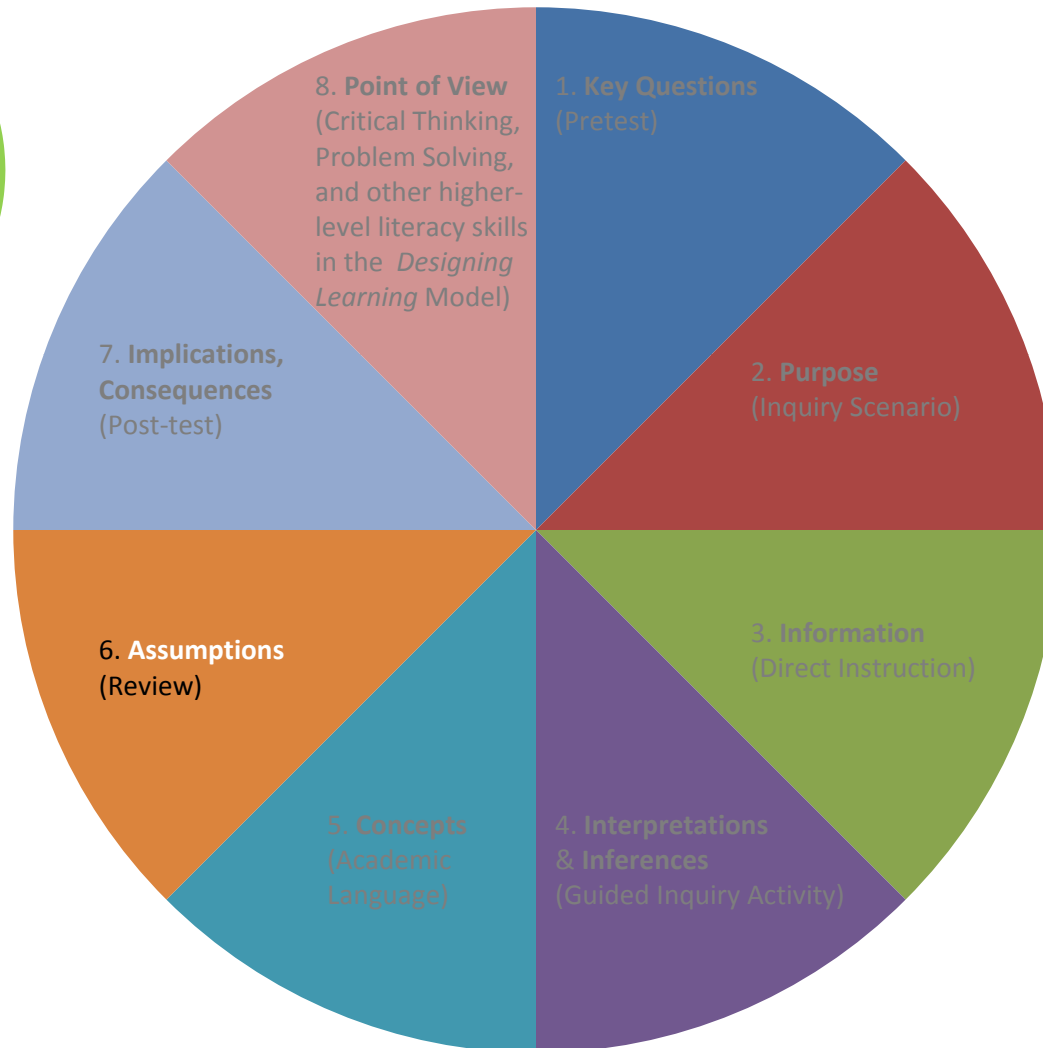 8. Point of View
(Critical Thinking,
Problem Solving,
and other higher-
level literacy skills
in the Designing
Learning Model)
1. Key Questions
(Pretest)
2. Purpose
(Inquiry Scenario)
3. Information
(Direct Instruction)
4. Interpretations
& Inferences
(Guided Inquiry Activity)
5. Concepts
(Academic
Language)
6. Assumptions
(Review)
7. Implications,
Consequences
(Post-test)